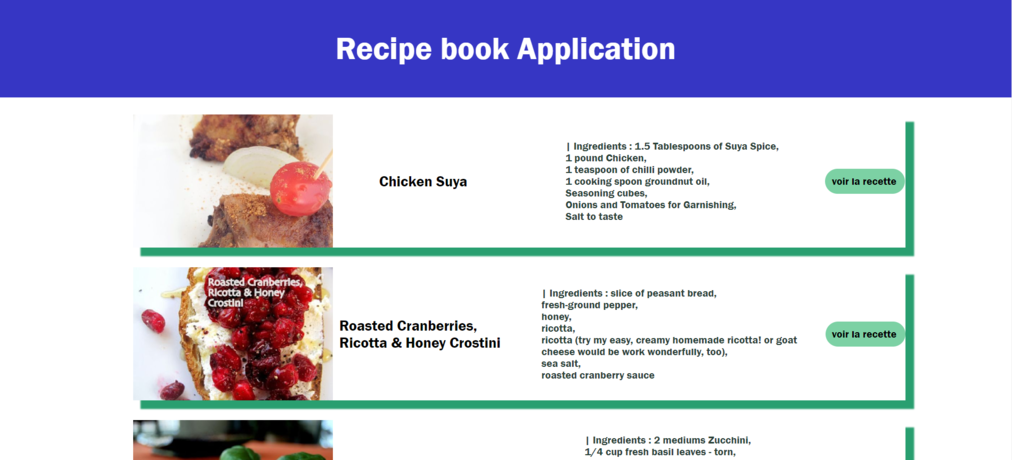 Recipe book Application
Chicken Suya
| Ingredients : 1.5 Tablespoons of Suya Spice,
1 pound Chicken,
1 teaspoon of chilli powder,
1 cooking spoon groundnut oil,
Seasoning cubes,
Onions and Tomatoes for Garnishing,
Salt to taste
voir la recette
Roasted Cranberries,
Ricotta & Honey
Crostini
Roasted Cranberries,
Ricotta & Honey Crostini
| Ingredients : slice of peasant bread,
fresh-ground pepper,
honey,
ricotta,
ricotta (try my easy, creamy homemade ricotta! or goat
cheese would be work wonderfully, too),
sea salt,
roasted cranberry sauce
voir la recette
| Ingredients : 2 mediums Zucchini,
1/4 cup fresh basil leaves - torn,